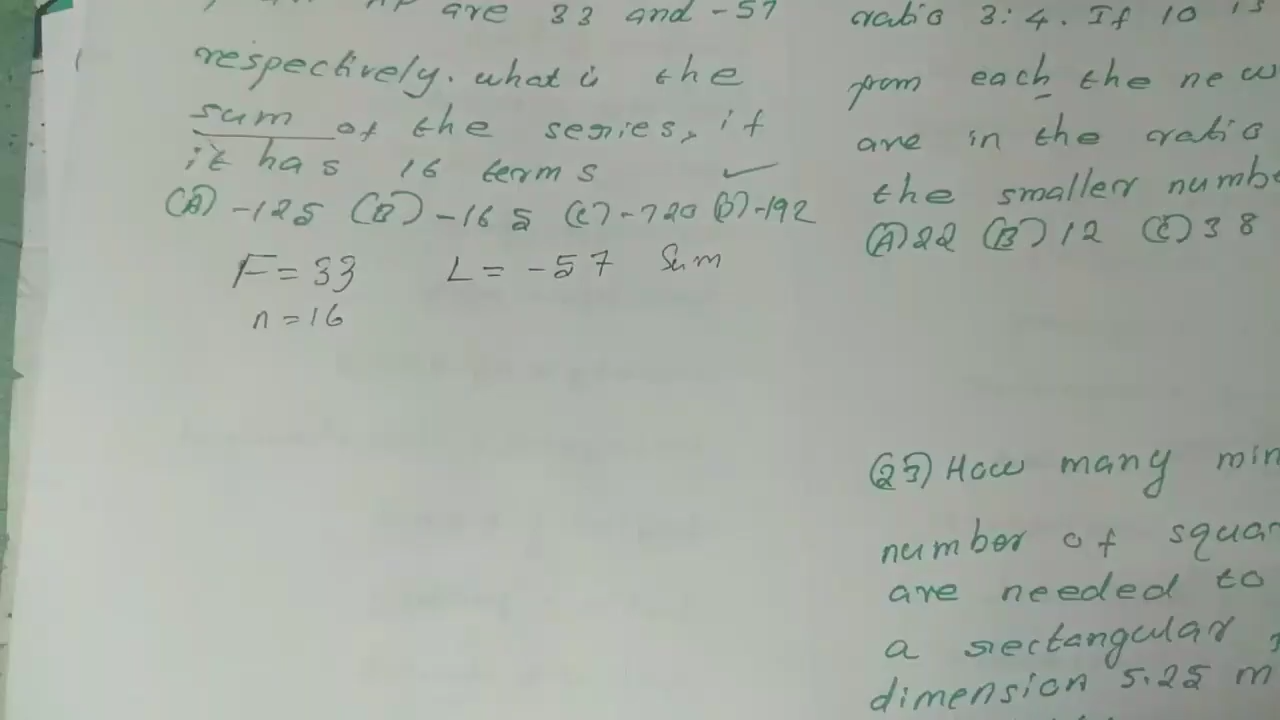 AP are 33 and -57
respectively. what is the
sum of the series, if
it has 16 terms
(A) -125 (B) -165 (C) -720 (D) -192
F = 33 L = -57 Sum
n = 16
ratio 3:4. If 10 is
from each the new
are in the ratio
the smaller numbe
(A) 22 (B) 12 (C) 38
Q3) How many min
number of squar
are needed to
a rectangular
dimension 5.25 m